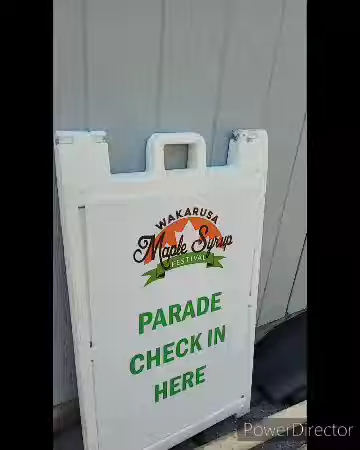 WAKARUSA
Maple Syrup
FESTIVAL
PARADE
CHECK IN
HERE
PowerDirector